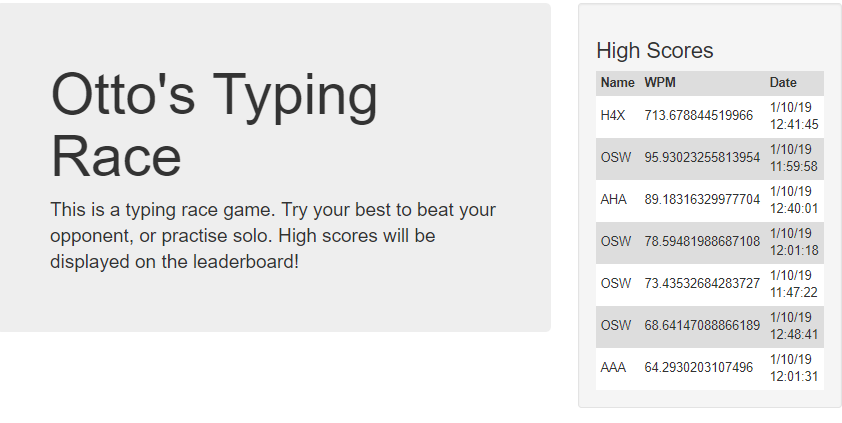 Otto's Typing
Race
This is a typing race game. Try your best to beat your
opponent, or practise solo. High scores will be
displayed on the leaderboard!
High Scores
Name WPM Date
H4X 713.678844519966 1/10/19
12:41:45
OSW 95.93023255813954 1/10/19
11:59:58
AHA 89.18316329977704 1/10/19
12:40:01
OSW 78.59481988687108 1/10/19
12:01:18
OSW 73.43532684283727 1/10/19
11:47:22
OSW 68.64147088866189 1/10/19
12:48:41
AAA 64.2930203107496 1/10/19
12:01:31